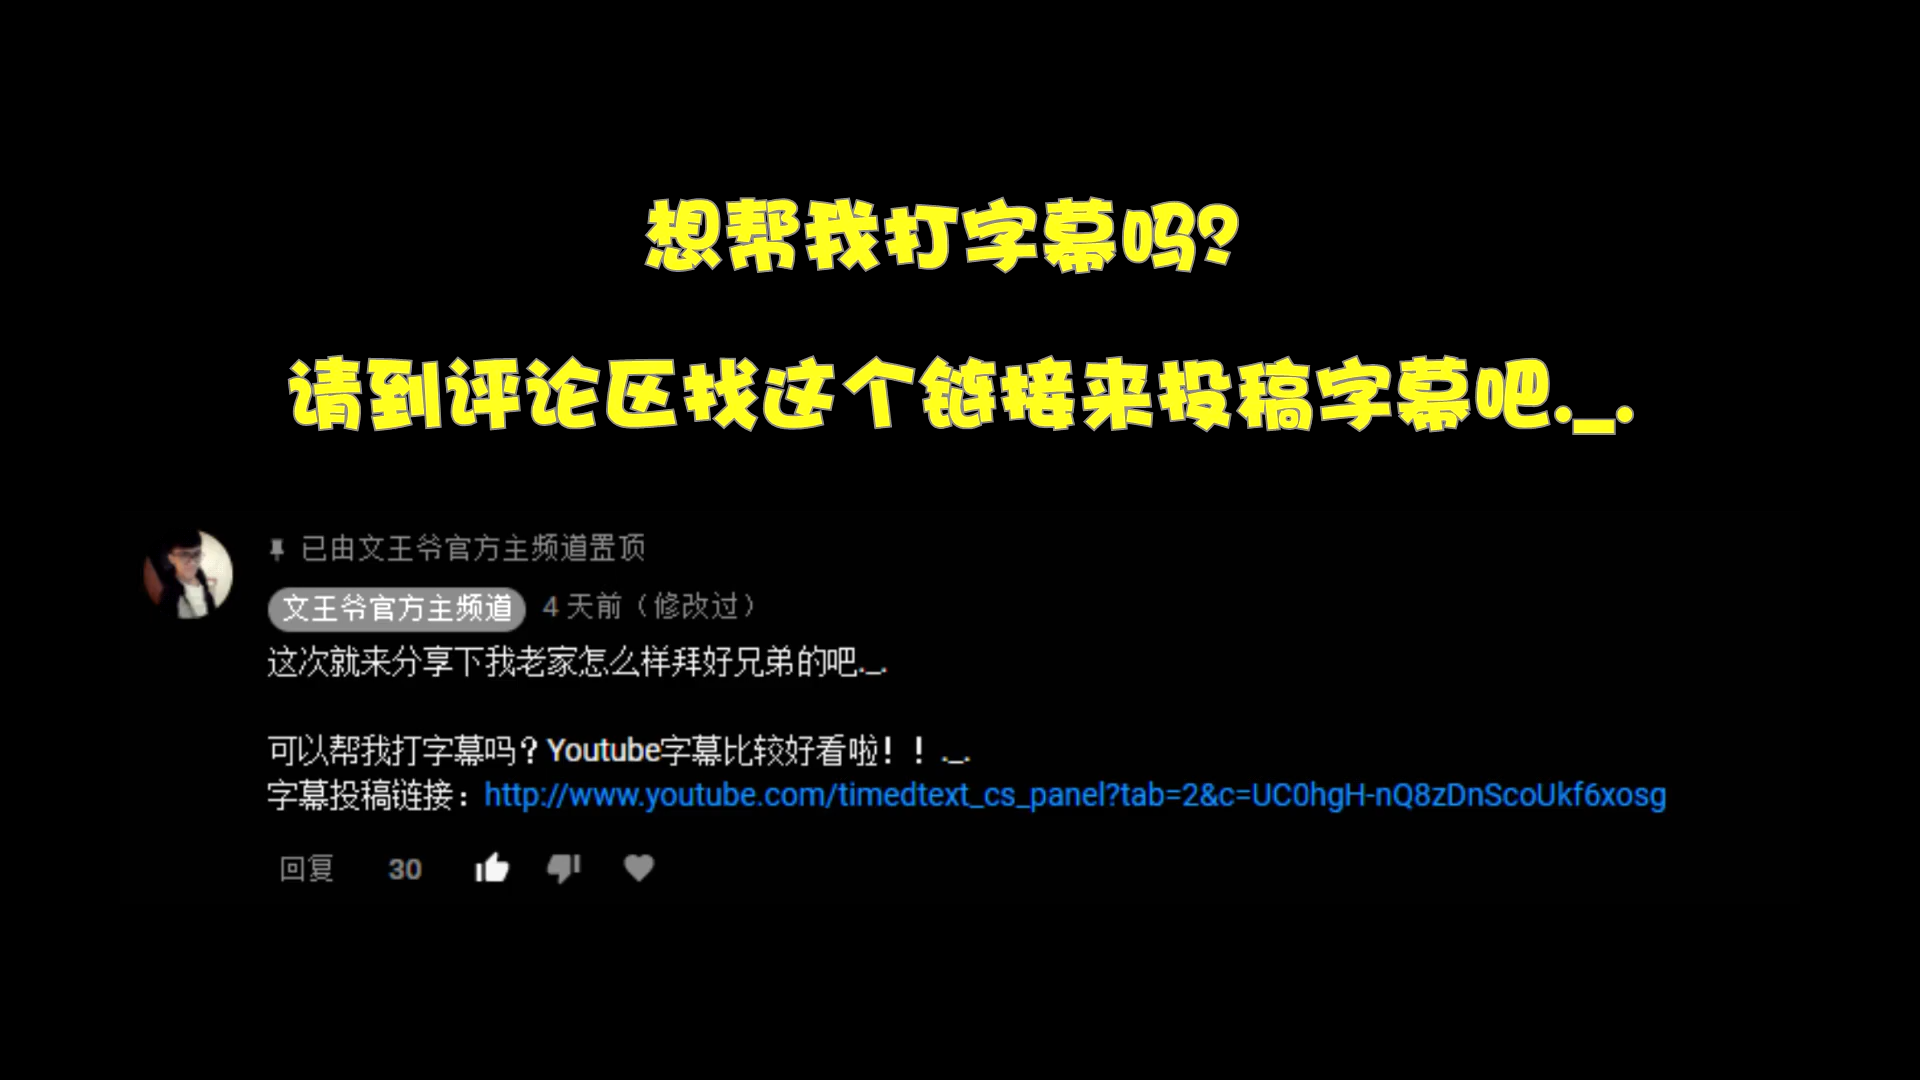 想帮我打字幕吗?
请到评论区找这个链接来投稿字幕吧._.
已由文王爷官方主频道置顶
文王爷官方主频道 4 天前（修改过）
这次就来分享下我老家怎么样拜好兄弟的吧._.
可以帮我打字幕吗？Youtube字幕比较好看啦！！._.
字幕投稿链接：http://www.youtube.com/timedtext_cs_panel?tab=2&c=UC0hgH-nQ8zDnScoUkf6xosg
回复 30